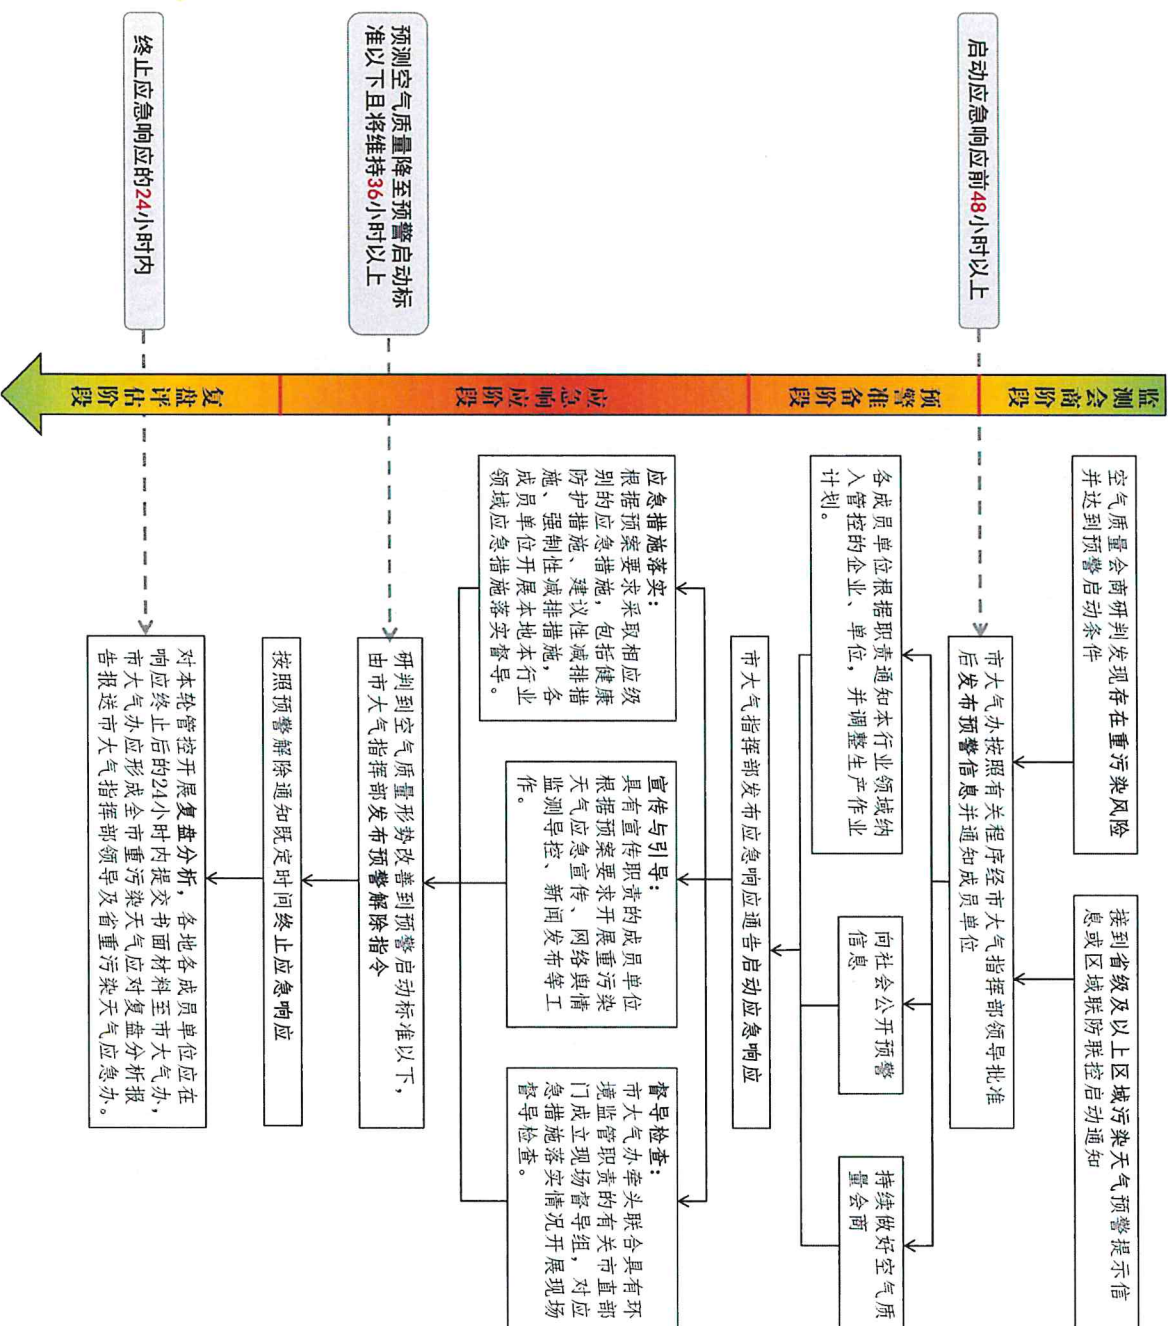 启动应急响应前48小时以上
预测空气质量降至预警启动标
准以下且将维持36小时以上
终止应急响应的24小时内
监测会商阶段
预警准备阶段
应急响应阶段
复盘评估阶段
空气质量会商研判发现存在重污染风险
并达到预警启动条件
接到省级及以上区域污染天气预警提示信
息或区域联防联控启动通知
市大气办按照有关程序经市大气指挥部领导批准
后发布预警信息并通知成员单位
各成员单位根据职责通知本行业领域纳
入管控的企业、单位，并调整生产作业
计划。
向社会公开预警
信息
持续做好空气质
量会商
市大气指挥部发布应急响应通告启动应急响应
应急措施落实：
根据预案要求采取相应级
别的应急措施，包括健康
防护措施、建议性减排措
施、强制性减排措施，各
成员单位开展本地本行业
领域应急措施落实督导。
宣传与引导：
具有宣传职责的成员单位
根据预案要求开展重污染
天气应急宣传、网络舆情
监测导控、新闻发布等工
作。
督导检查：
市大气办牵头联合具有环
境监管职责的有关市直部
门成立现场督导组，对应
急措施落实情况开展现场
督导检查。
研判到空气质量形势改善到预警启动标准以下，
由市大气指挥部发布预警解除指令
按照预警解除通知既定时间终止应急响应
对本轮管控开展复盘分析，各地各成员单位应在
响应终止后的24小时内提交书面材料至市大气办，
市大气办应形成全市重污染天气应对复盘分析报
告报送市大气指挥部领导及省重污染天气应急办。